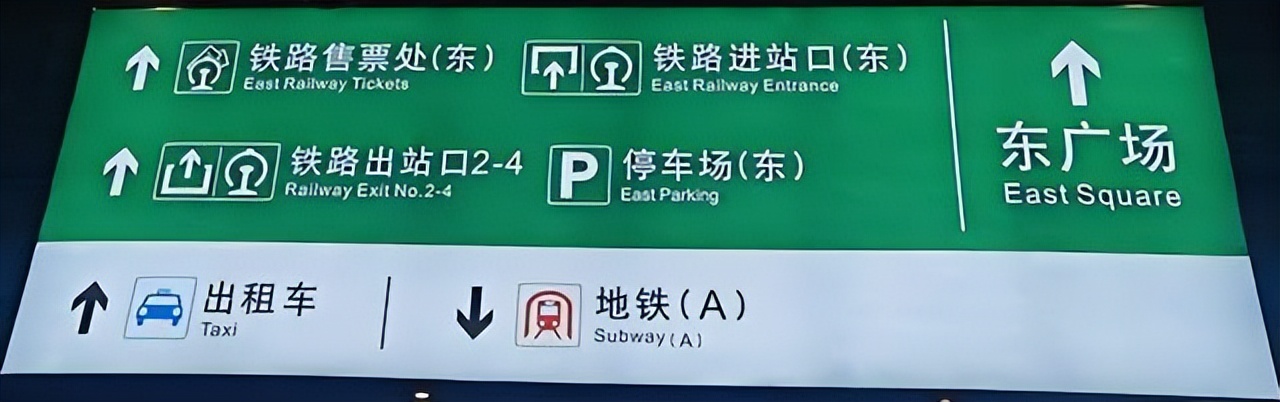 铁路售票处(东)
East Railway Tickets
铁路进站口(东)
East Railway Entrance
铁路出站口2-4
Railway Exit No.2-4
P
停车场(东)
East Parking
东广场
East Square
出租车
Taxi
地铁(A)
Subway(A)